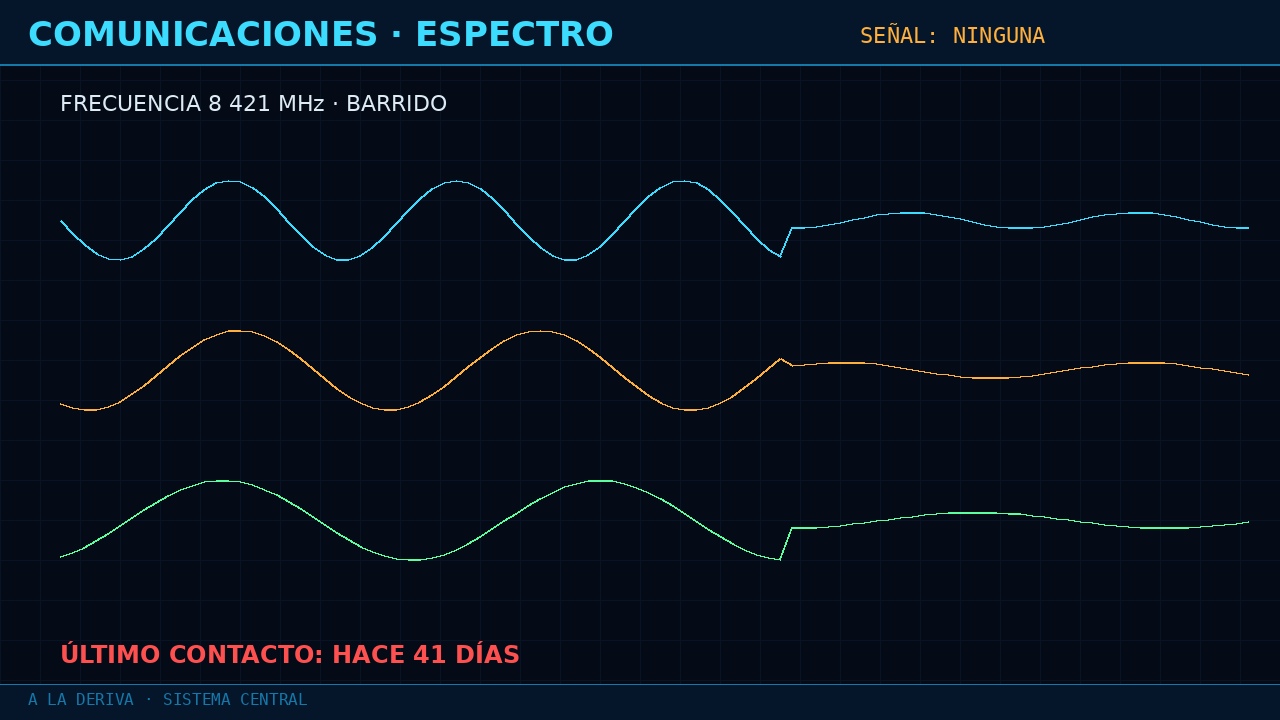 COMUNICACIONES · ESPECTRO
SEÑAL: NINGUNA
FRECUENCIA 8 421 MHz · BARRIDO
ÚLTIMO CONTACTO: HACE 41 DÍAS
A LA DERIVA · SISTEMA CENTRAL